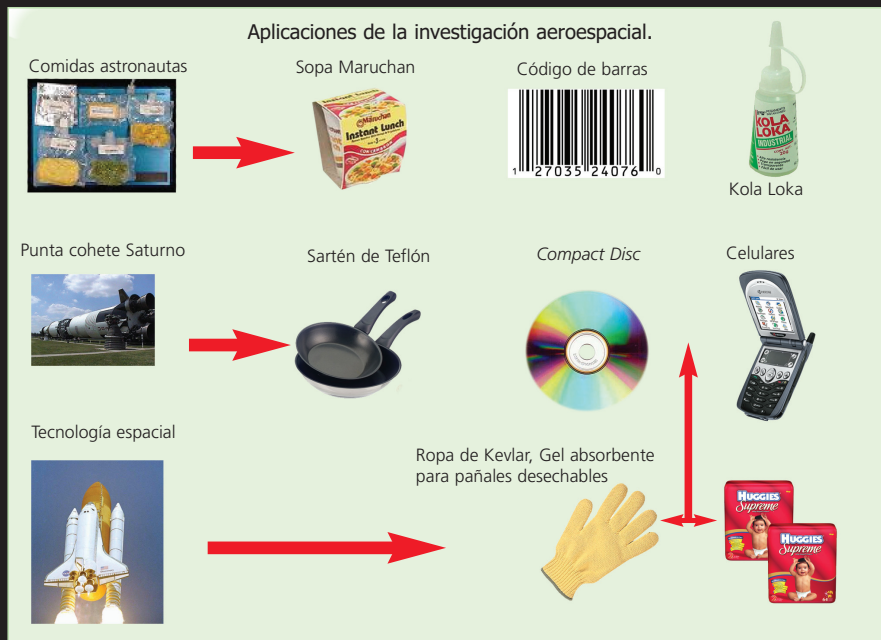 Aplicaciones de la investigación aeroespacial.
Comidas astronautas
Sopa Maruchan
Código de barras
Maruchan
Instant Lunch
KOLA
LOKA
INDUSTRIAL
1 27035 24076 0
Kola Loka
Punta cohete Saturno
Sartén de Teflón
Compact Disc
Celulares
Tecnología espacial
Ropa de Kevlar, Gel absorbente
para pañales desechables
HUGGIES
Supreme
HUGGIES
Supreme